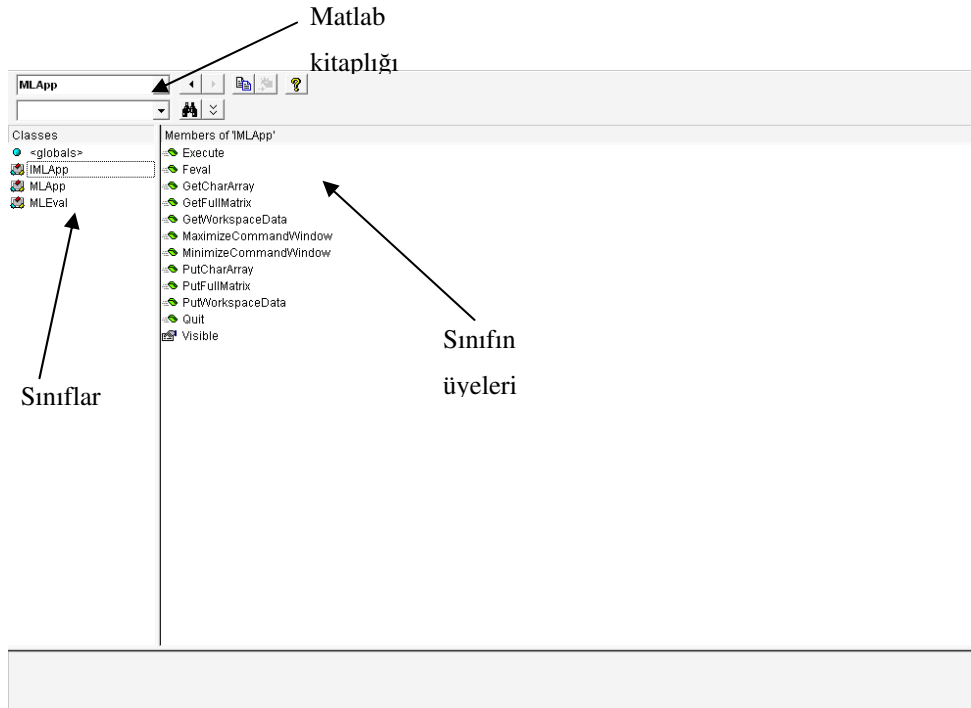 Matlab
kitaplığı
MLApp
Classes
<globals>
IMLApp
MLApp
MLEval
Members of 'IMLApp'
Execute
Feval
GetCharArray
GetFullMatrix
GetWorkspaceData
MaximizeCommandWindow
MinimizeCommandWindow
PutCharArray
PutFullMatrix
PutWorkspaceData
Quit
Visible
Sınıfın
üyeleri
Sınıflar